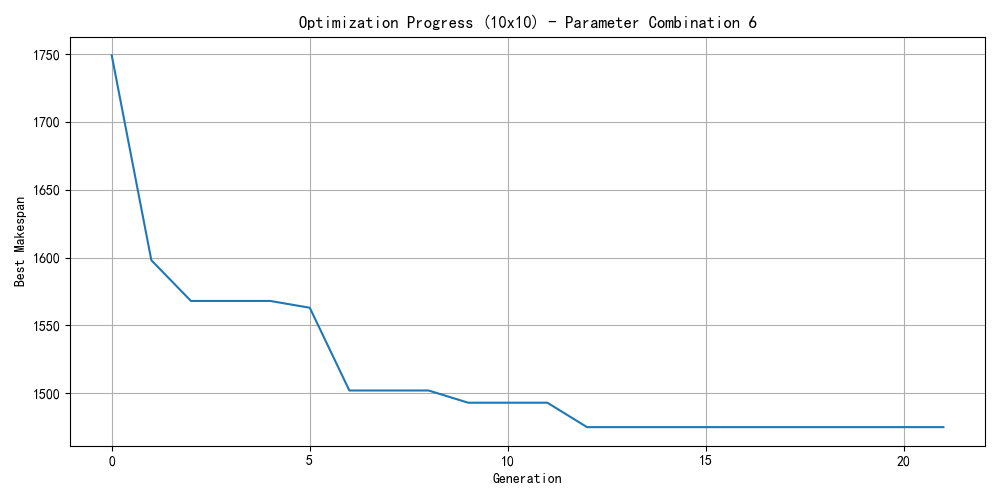 Optimization Progress (10x10) - Parameter Combination 6
Best Makespan
1750
1700
1650
1600
1550
1500
0 5 10 15 20
Generation